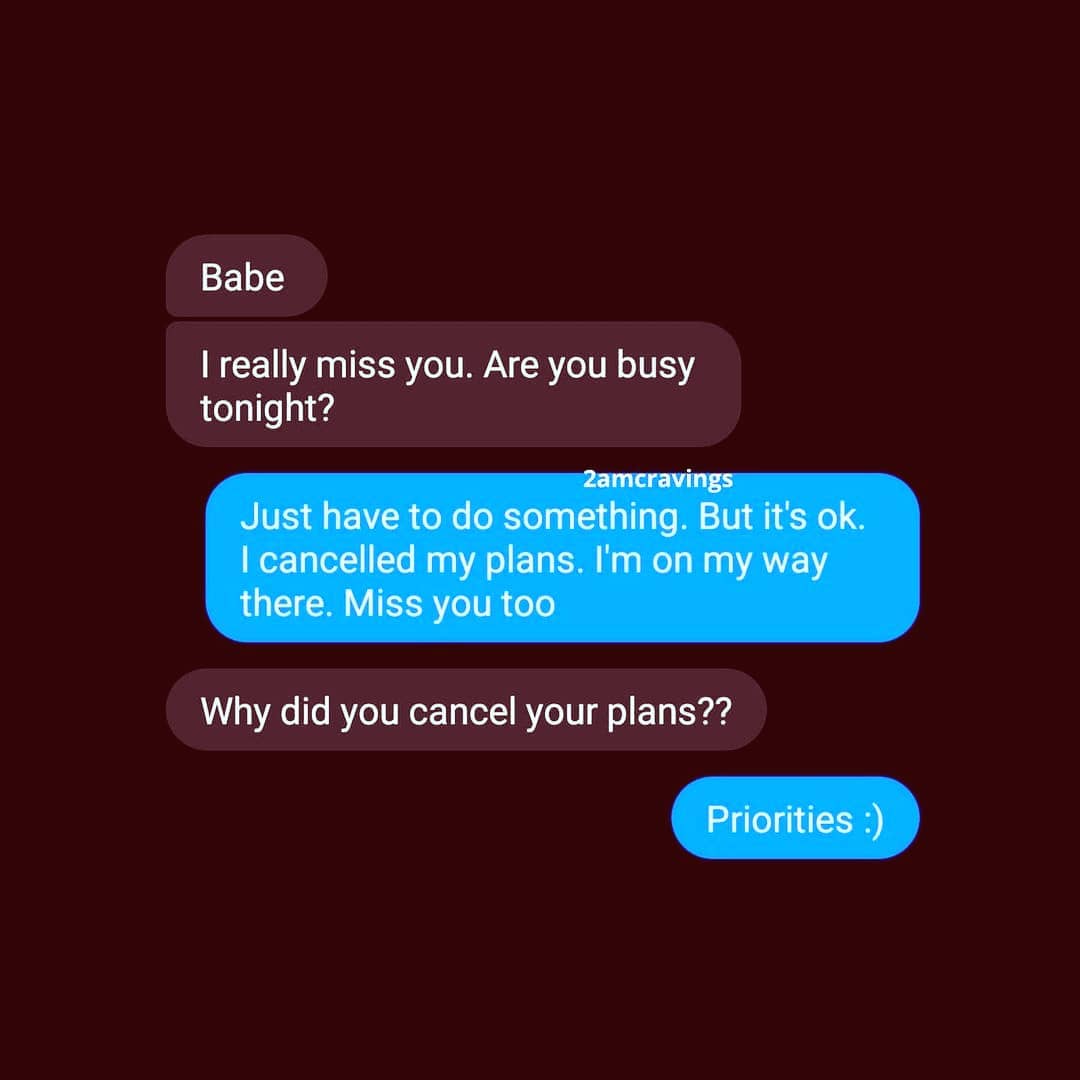 Babe
I really miss you. Are you busy
tonight?
2amcravings
Just have to do something. But it's ok.
I cancelled my plans. I'm on my way
there. Miss you too
Why did you cancel your plans??
Priorities :)